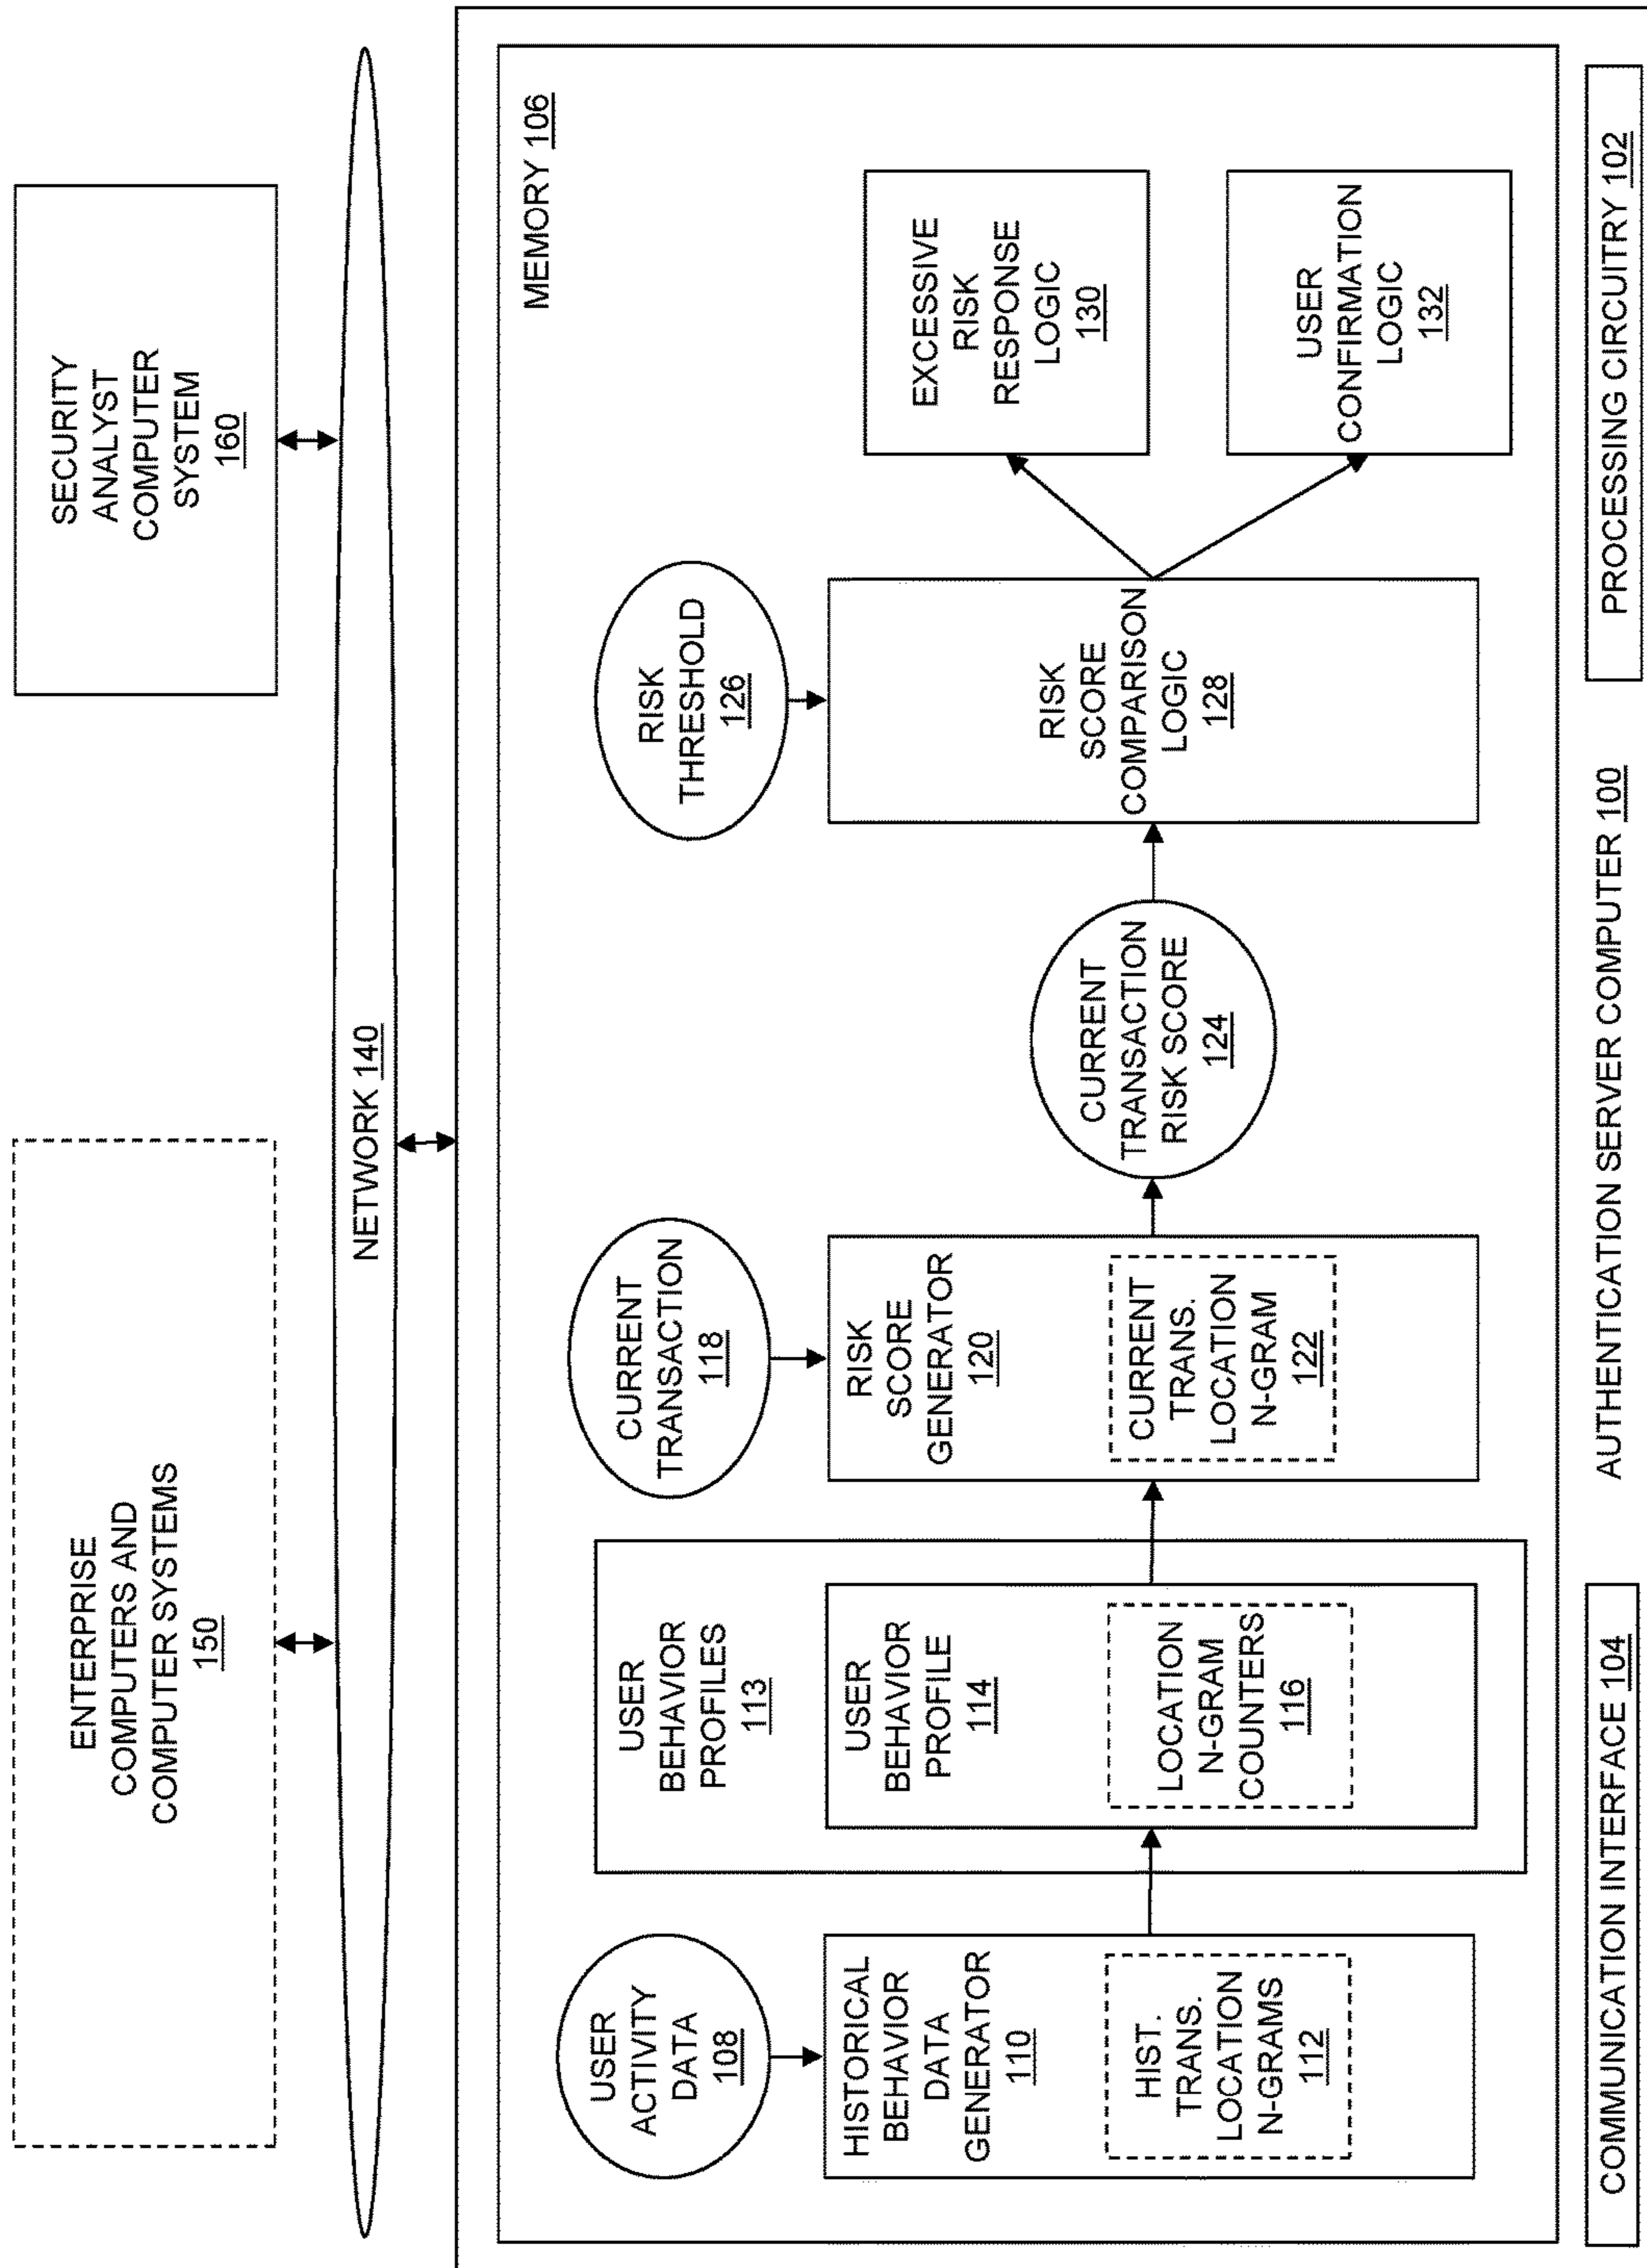 ENTERPRISE
COMPUTERS AND
COMPUTER SYSTEMS
150
SECURITY
ANALYST
COMPUTER
SYSTEM
160
NETWORK 140
MEMORY 106
USER
ACTIVITY
DATA
108
HISTORICAL
BEHAVIOR
DATA
GENERATOR
110
HIST.
TRANS.
LOCATION
N-GRAMS
112
USER
BEHAVIOR
PROFILES
113
USER
BEHAVIOR
PROFILE
114
LOCATION
N-GRAM
COUNTERS
116
CURRENT
TRANSACTION
118
RISK
SCORE
GENERATOR
120
CURRENT
TRANS.
LOCATION
N-GRAM
122
CURRENT
TRANSACTION
RISK SCORE
124
RISK
THRESHOLD
126
RISK
SCORE
COMPARISON
LOGIC
128
EXCESSIVE
RISK
RESPONSE
LOGIC
130
USER
CONFIRMATION
LOGIC
132
COMMUNICATION INTERFACE 104
AUTHENTICATION SERVER COMPUTER 100
PROCESSING CIRCUITRY 102